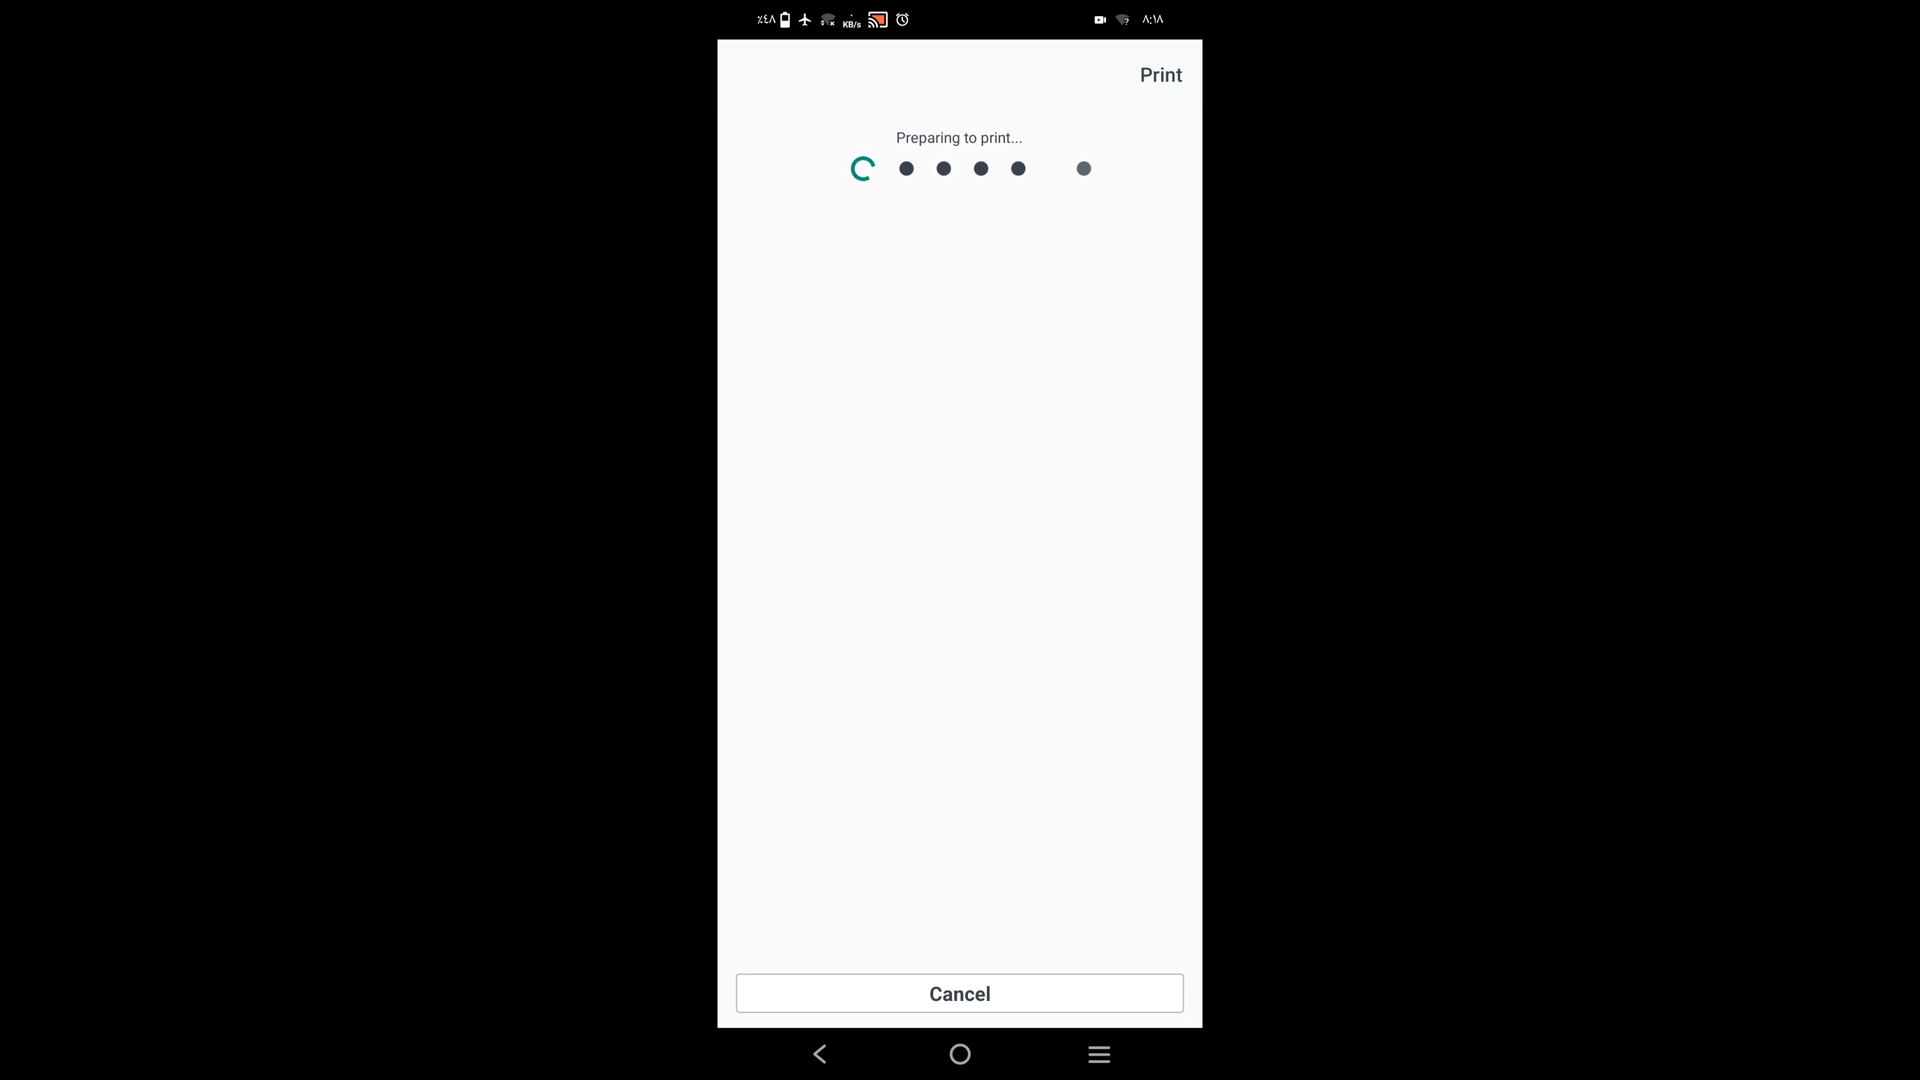 ٪٤٨ KB/s ٨:١٨
Print
Preparing to print...
Cancel